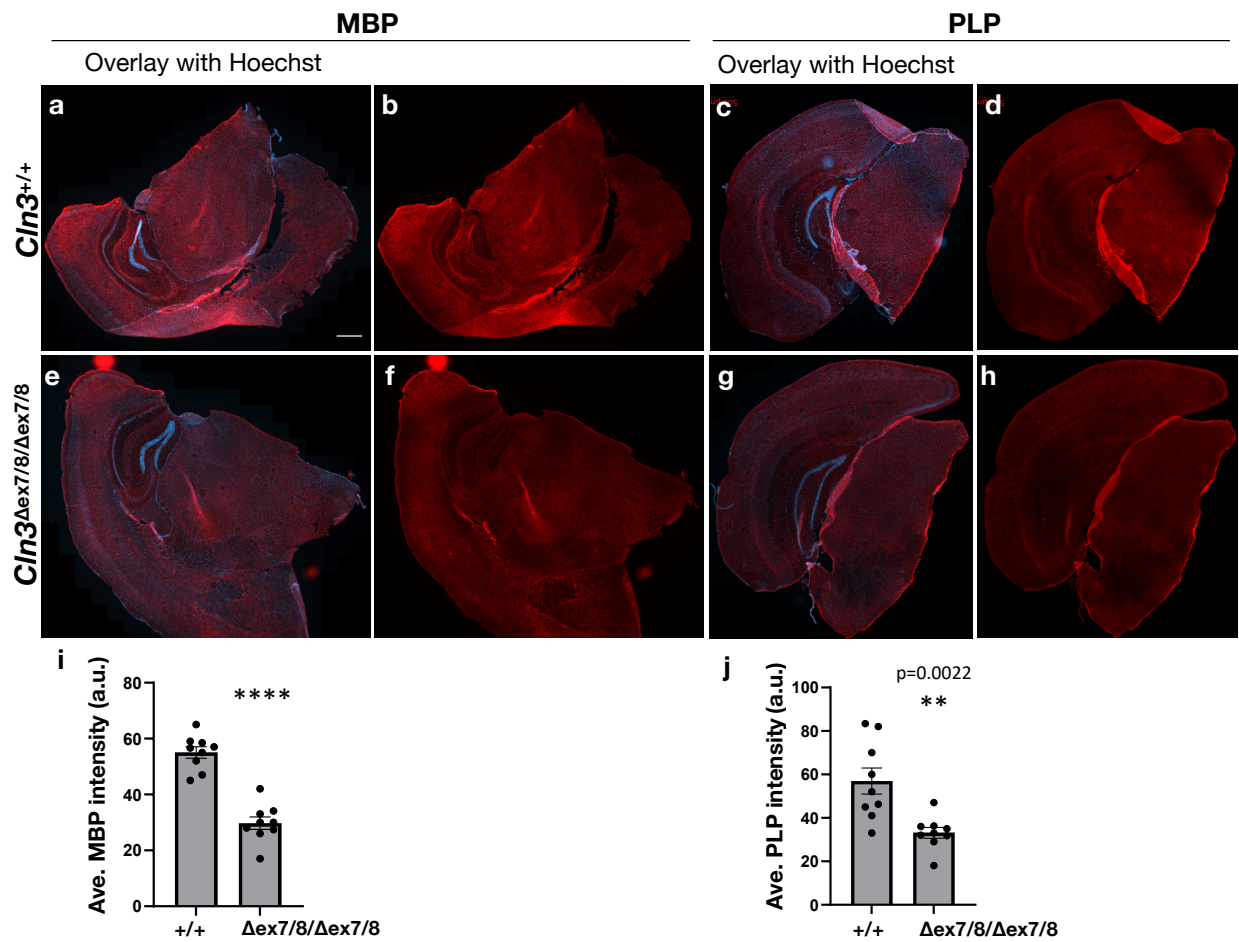 MBP
PLP
Overlay with Hoechst
Overlay with Hoechst
a
b
c
d
Cln3+/+
e
f
g
h
Cln3Δex7/8/Δex7/8
i
j
Ave. MBP intensity (a.u.)
80
60
40
20
0
****
+/+
Δex7/8/Δex7/8
Ave. PLP intensity (a.u.)
100
80
60
40
20
0
p=0.0022
**
+/+
Δex7/8/Δex7/8